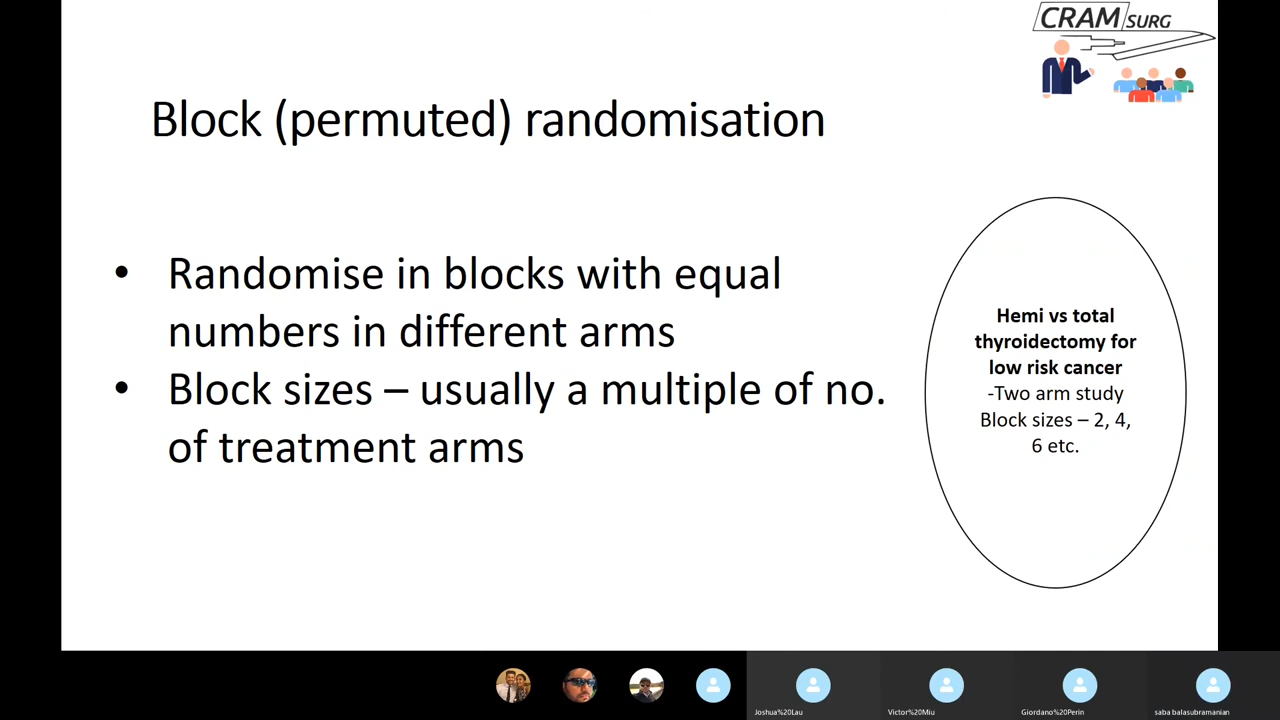 CRAM SURG
Block (permuted) randomisation
• Randomise in blocks with equal
numbers in different arms
• Block sizes – usually a multiple of no.
of treatment arms
Hemi vs total
thyroidectomy for
low risk cancer
-Two arm study
Block sizes – 2, 4,
6 etc.
Joshua%20Lau
Victor%20Miu
Giordano%20Perin
saba balasubramanian